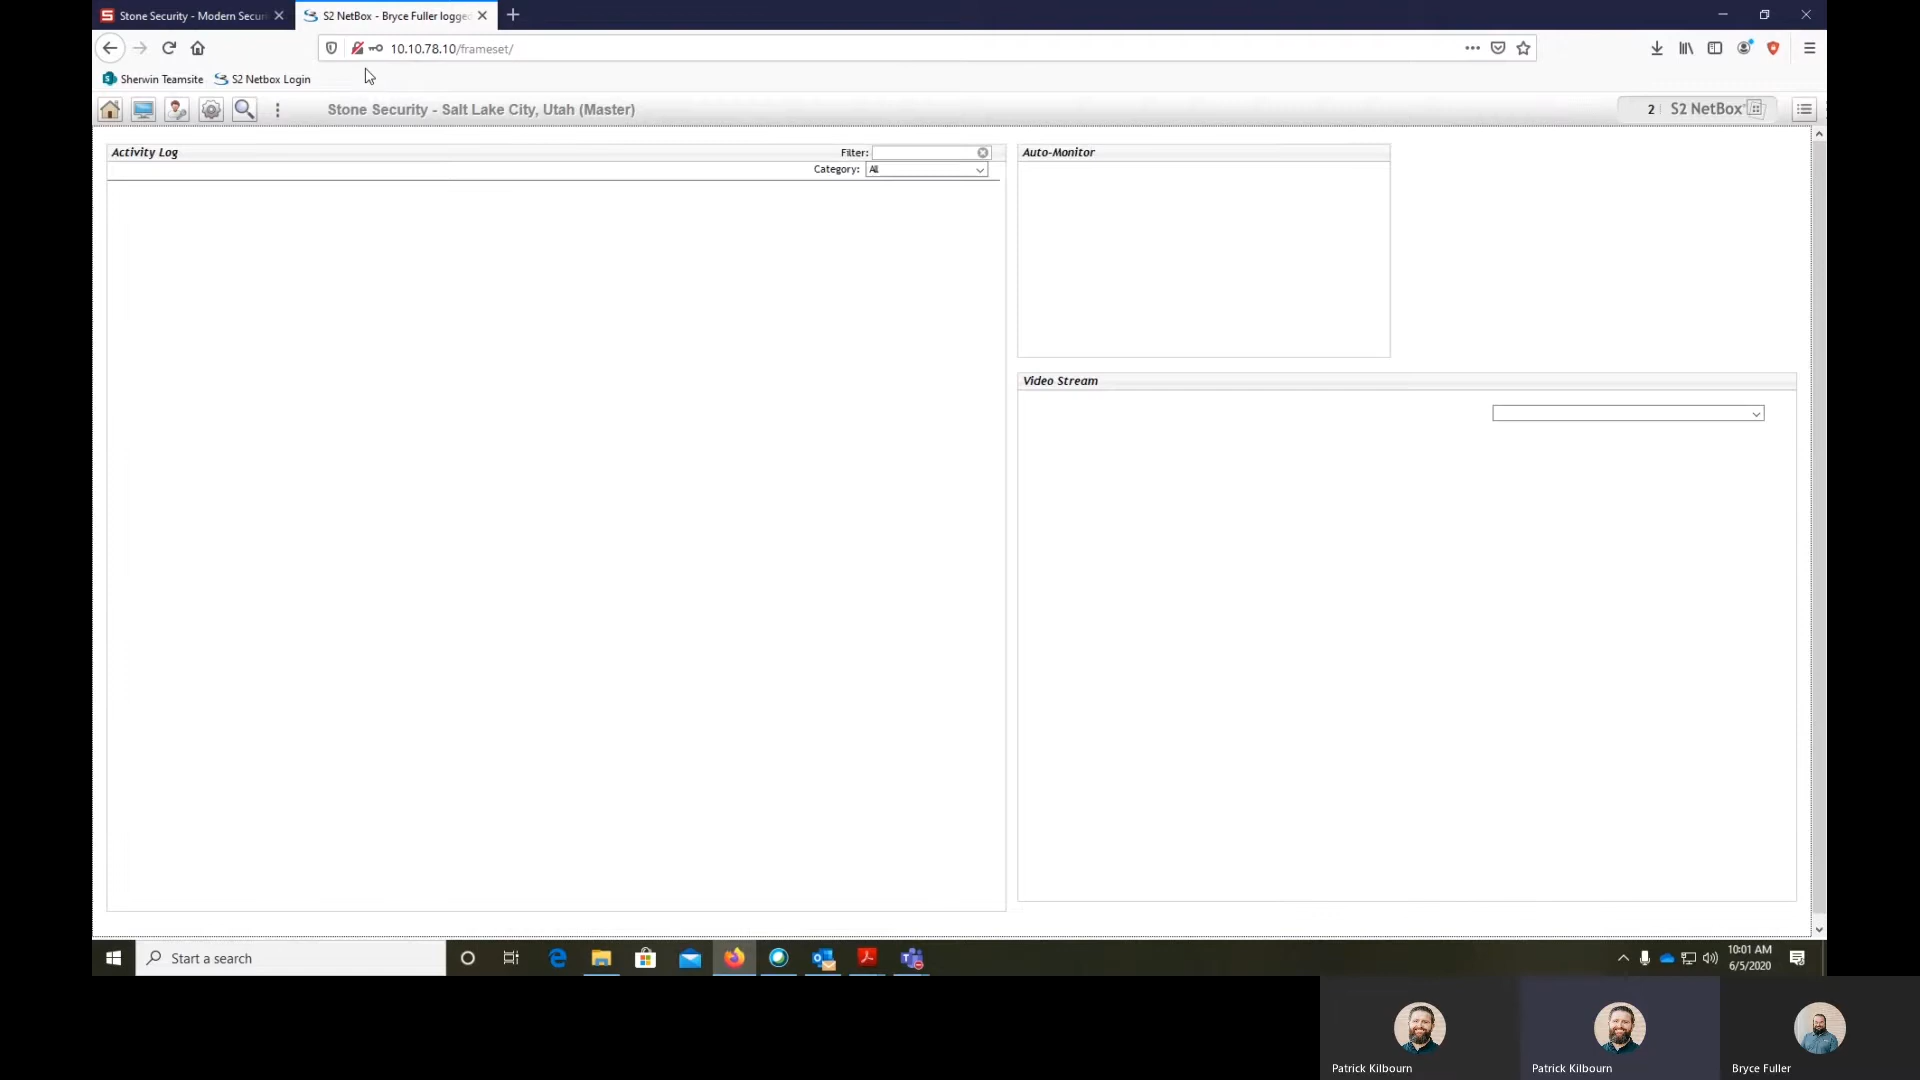 Stone Security - Modern Securi
S2 NetBox - Bryce Fuller logge
10.10.78.10/frameset/
Sherwin Teamsite
S2 Netbox Login
Stone Security - Salt Lake City, Utah (Master)
2
S2 NetBox
Activity Log
Filter:
Category: All
Auto-Monitor
Video Stream
Start a search
10:01 AM
6/5/2020
Patrick Kilbourn
Patrick Kilbourn
Bryce Fuller